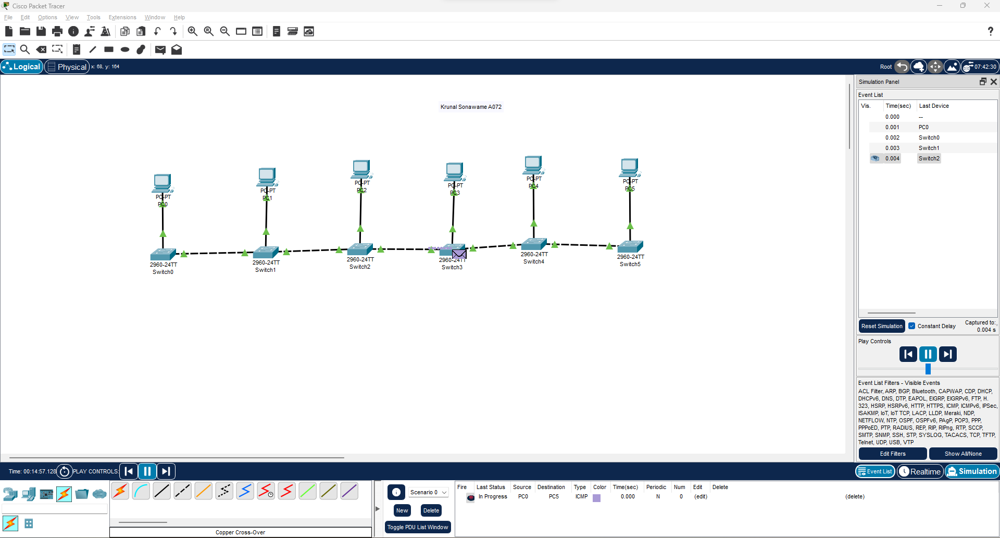 Cisco Packet Tracer
File Edit Options View Tools Extensions Window Help
Logical Physical x: 68, y: 164 Root 07:42:30
Krunal Sonawame A072
PC-PT
PC0
PC-PT
PC1
PC-PT
PC2
PC-PT
PC3
PC-PT
PC4
PC-PT
PC5
2960-24TT
Switch0
2960-24TT
Switch1
2960-24TT
Switch2
2960-24TT
Switch3
2960-24TT
Switch4
2960-24TT
Switch5
Simulation Panel
Event List
Vis. Time(sec) Last Device
0.000 --
0.001 PC0
0.002 Switch0
0.003 Switch1
0.004 Switch2
Reset Simulation Constant Delay Captured to:
0.004 s
Play Controls
Event List Filters - Visible Events
ACL Filter, ARP, BGP, Bluetooth, CAPWAP, CDP, DHCP,
DHCPv6, DNS, DTP, EAPOL, EIGRP, EIGRPv6, FTP, H.
323, HSRP, HSRPv6, HTTP, HTTPS, ICMP, ICMPv6, IPSec,
ISAKMP, IoT, IoT TCP, LACP, LLDP, Meraki, NDP,
NETFLOW, NTP, OSPF, OSPFv6, PAgP, POP3, PPP,
PPPoED, PTP, RADIUS, REP, RIP, RIPng, RTP, SCCP,
SMTP, SNMP, SSH, STP, SYSLOG, TACACS, TCP, TFTP,
Telnet, UDP, USB, VTP
Edit Filters Show All/None
Time: 00:14:57.128 PLAY CONTROLS:
Event List Realtime Simulation
Copper Cross-Over
Scenario 0
New Delete
Toggle PDU List Window
Fire Last Status Source Destination Type Color Time(sec) Periodic Num Edit Delete
In Progress PC0 PC5 ICMP 0.000 N 0 (edit) (delete)